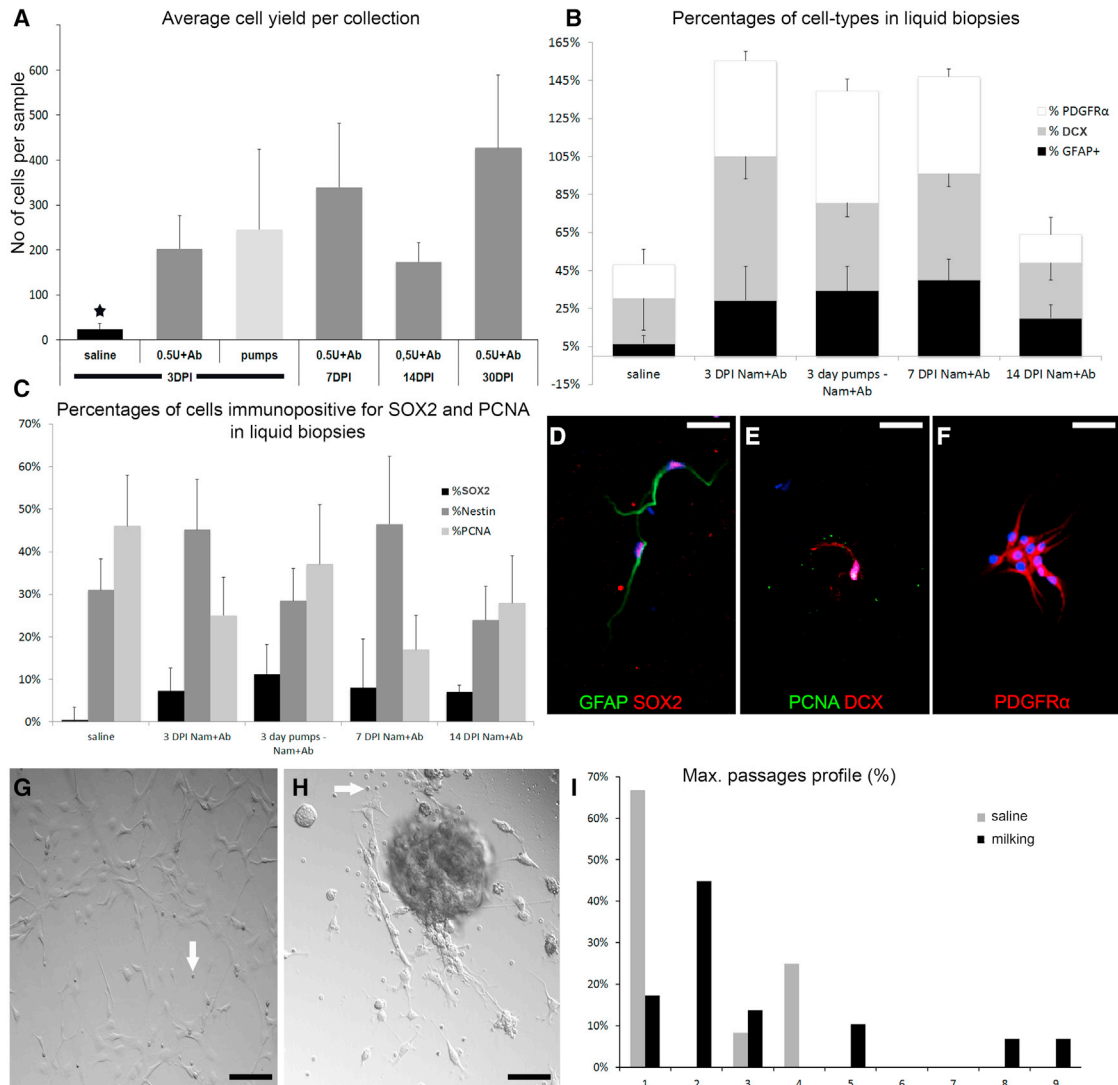 A
Average cell yield per collection
No of cells per sample
600
500
400
300
200
100
0
saline
0.5U+Ab
pumps
0.5U+Ab
0,5U+Ab
0.5U+Ab
3DPI
7DPI
14DPI
30DPI
B
Percentages of cell-types in liquid biopsies
165%
145%
125%
105%
85%
65%
45%
25%
5%
-15%
% PDGFRα
% DCX
% GFAP+
saline
3 DPI Nam+Ab
3 day pumps - Nam+Ab
7 DPI Nam+Ab
14 DPI Nam+Ab
C
Percentages of cells immunopositive for SOX2 and PCNA
in liquid biopsies
70%
60%
50%
40%
30%
20%
10%
0%
%SOX2
%Nestin
%PCNA
saline
3 DPI Nam+Ab
3 day pumps -
Nam+Ab
7 DPI Nam+Ab
14 DPI Nam+Ab
D
GFAP SOX2
E
PCNA DCX
F
PDGFRα
G
H
I
Max. passages profile (%)
70%
60%
50%
40%
30%
20%
10%
0%
saline
milking
1 2 3 4 5 6 7 8 9